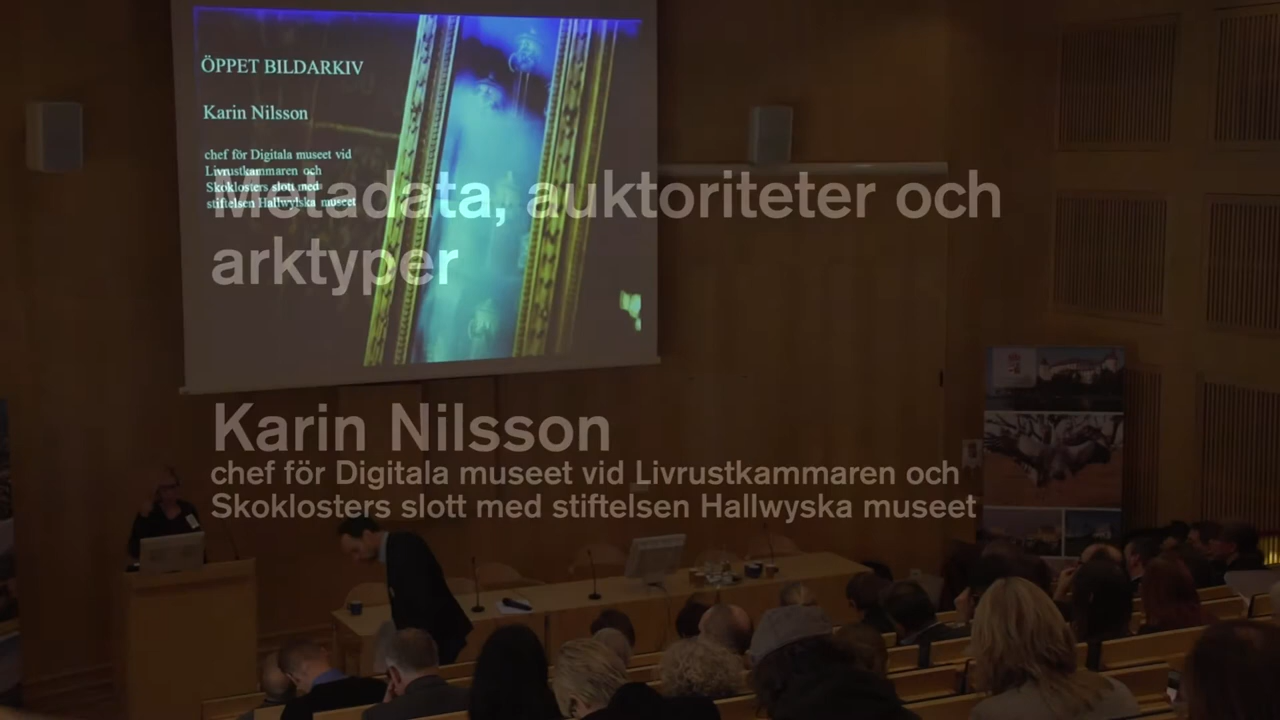 ÖPPET BILDARKIV
Karin Nilsson
chef för Digitala museet vid
Livrustkammaren och
Skoklosters slott med
stiftelsen Hallwylska museet
Metadata, auktoriteter och
arktyper
Karin Nilsson
chef för Digitala museet vid Livrustkammaren och
Skoklosters slott med stiftelsen Hallwyska museet